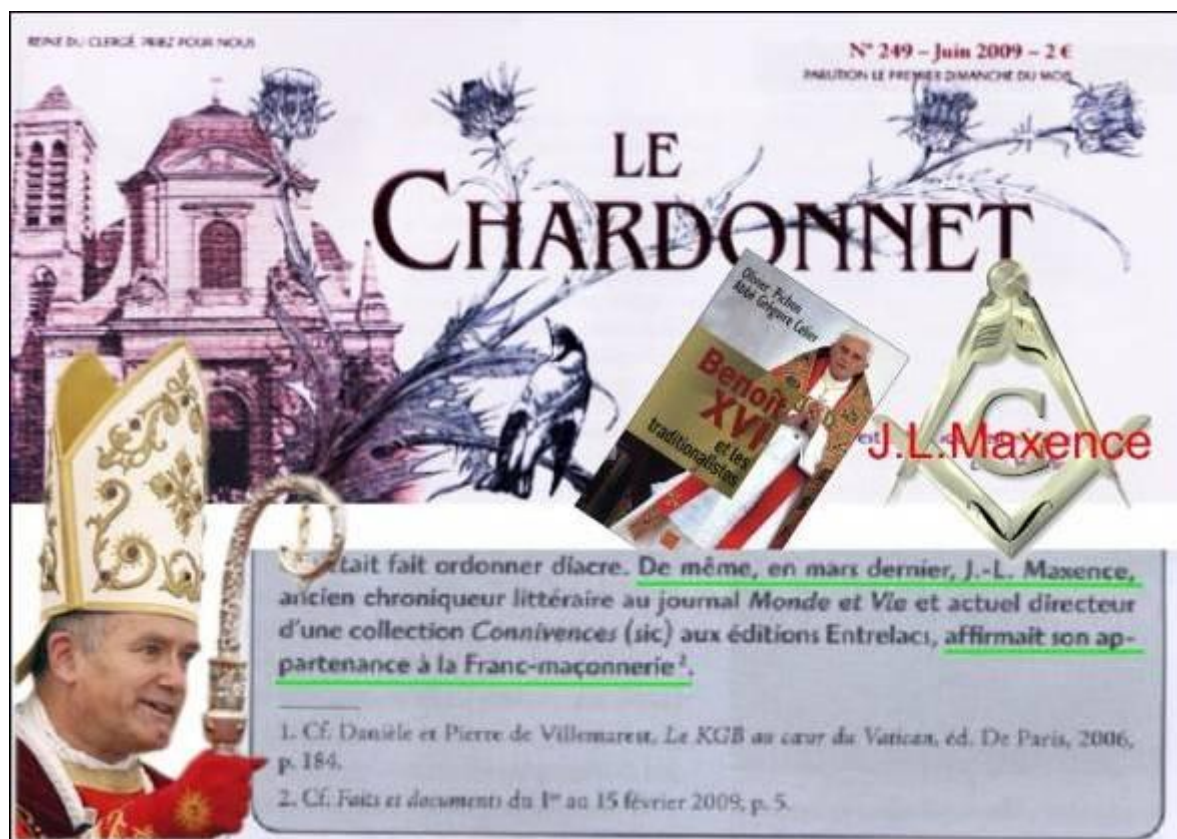 REINE DU CLERGÉ, PRIEZ POUR NOUS
N° 249 – Juin 2009 – 2 €
PARUTION LE PREMIER DIMANCHE DU MOIS
LE
CHARDONNET
Olivier Pichon
Abbé Grégoire Celier
Benoît
XVI
et les
traditionalistes
G
J.L.Maxence
était fait ordonner diacre. De même, en mars dernier, J.-L. Maxence,
ancien chroniqueur littéraire au journal Monde et Vie et actuel directeur
d'une collection Connivences (sic) aux éditions Entrelacs, affirmait son ap-
partenance à la Franc-maçonnerie².
1. Cf. Danièle et Pierre de Villemarest, Le KGB au cœur du Vatican, éd. De Paris, 2006,
p. 184.
2. Cf. Faits et documents du 1er au 15 février 2009, p. 5.